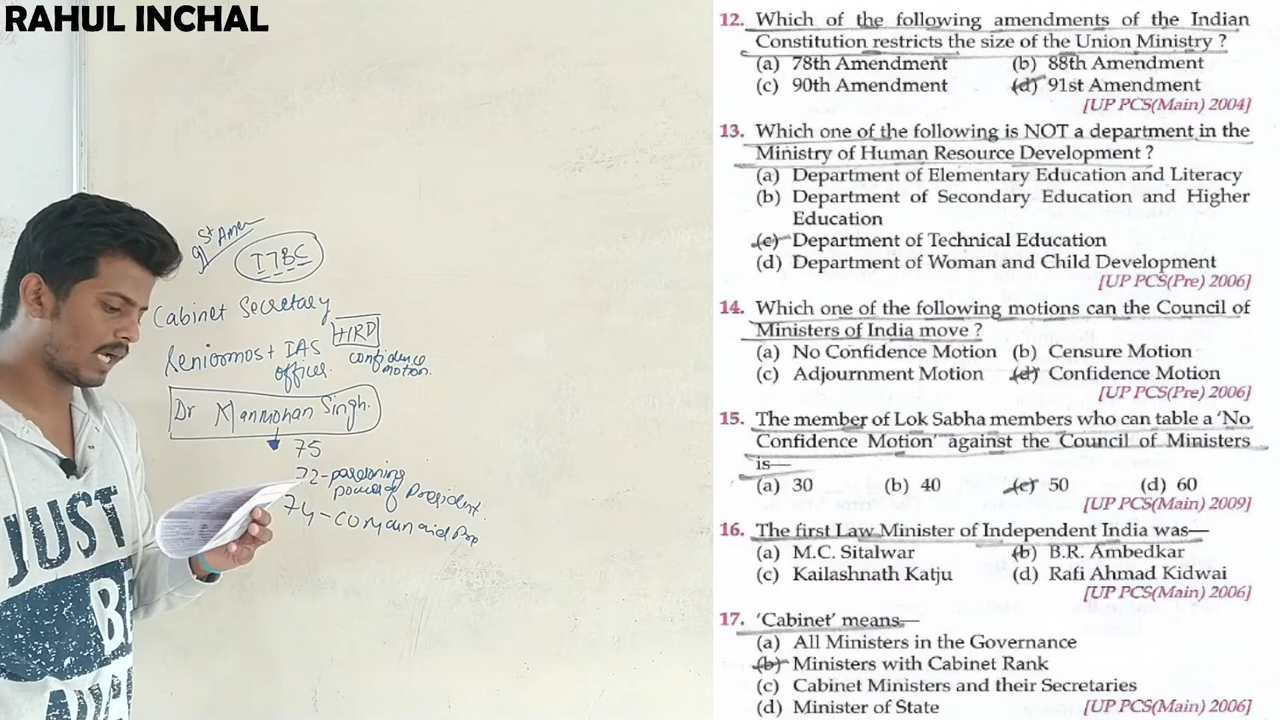 RAHUL INCHAL
91st Amen
ITBS
Cabinet Secretary
HRD
Seniormost IAS
officer.
confidence
motion.
Dr Manmohan Singh.
75
72-pardoning
power of President.
74-Com and
JUST
12. Which of the following amendments of the Indian
Constitution restricts the size of the Union Ministry ?
(a) 78th Amendment (b) 88th Amendment
(c) 90th Amendment (d) 91st Amendment
[UP PCS(Main) 2004]
13. Which one of the following is NOT a department in the
Ministry of Human Resource Development ?
(a) Department of Elementary Education and Literacy
(b) Department of Secondary Education and Higher
Education
(c) Department of Technical Education
(d) Department of Woman and Child Development
[UP PCS(Pre) 2006]
14. Which one of the following motions can the Council of
Ministers of India move ?
(a) No Confidence Motion (b) Censure Motion
(c) Adjournment Motion (d) Confidence Motion
[UP PCS(Pre) 2006]
15. The member of Lok Sabha members who can table a 'No
Confidence Motion' against the Council of Ministers
is—
(a) 30 (b) 40 (c) 50 (d) 60
[UP PCS(Main) 2009]
16. The first Law Minister of Independent India was—
(a) M.C. Sitalwar (b) B.R. Ambedkar
(c) Kailashnath Katju (d) Rafi Ahmad Kidwai
[UP PCS(Main) 2006]
17. 'Cabinet' means—
(a) All Ministers in the Governance
(b) Ministers with Cabinet Rank
(c) Cabinet Ministers and their Secretaries
(d) Minister of State [UP PCS(Main) 2006]